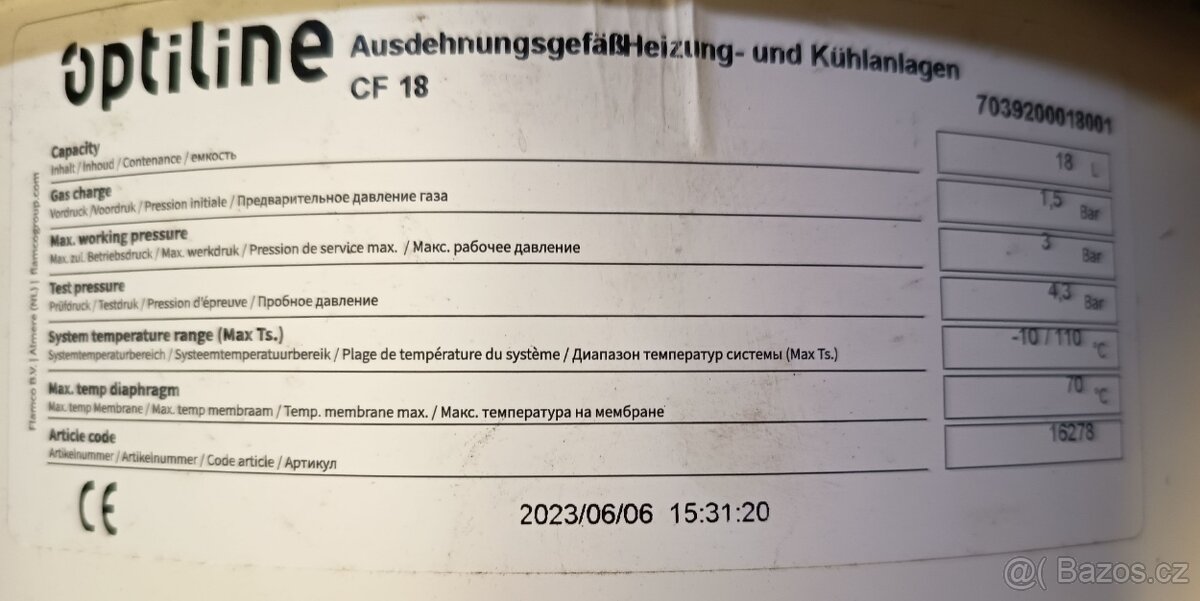 optiline
Ausdehnungsgefäß Heizung- und Kühlanlagen
CF 18
7039200018001
Capacity
Inhalt / Inhoud / Contenance / емкость
18 L
Gas charge
Vordruck / Voordruk / Pression initiale / Предварительное давление газа
1,5 Bar
Max. working pressure
Max. zul. Betriebsdruck / Max. werkdruk / Pression de service max. / Макс. рабочее давление
3 Bar
Test pressure
Prüfdruck / Testdruk / Pression d'épreuve / Пробное давление
4,3 Bar
System temperature range (Max Ts.)
Systemtemperaturbereich / Systeemtemperatuurbereik / Plage de température du système / Диапазон температур системы (Max Ts.)
-10 / 110 °C
Max. temp diaphragm
Max. temp Membrane / Max. temp membraam / Temp. membrane max. / Макс. температура на мембране
70 °C
Article code
Artikelnummer / Artikelnummer / Code article / Артикул
16278
Flamco B.V. | Almere (NL) | flamcogroup.com
CE
2023/06/06 15:31:20
@( Bazos.cz